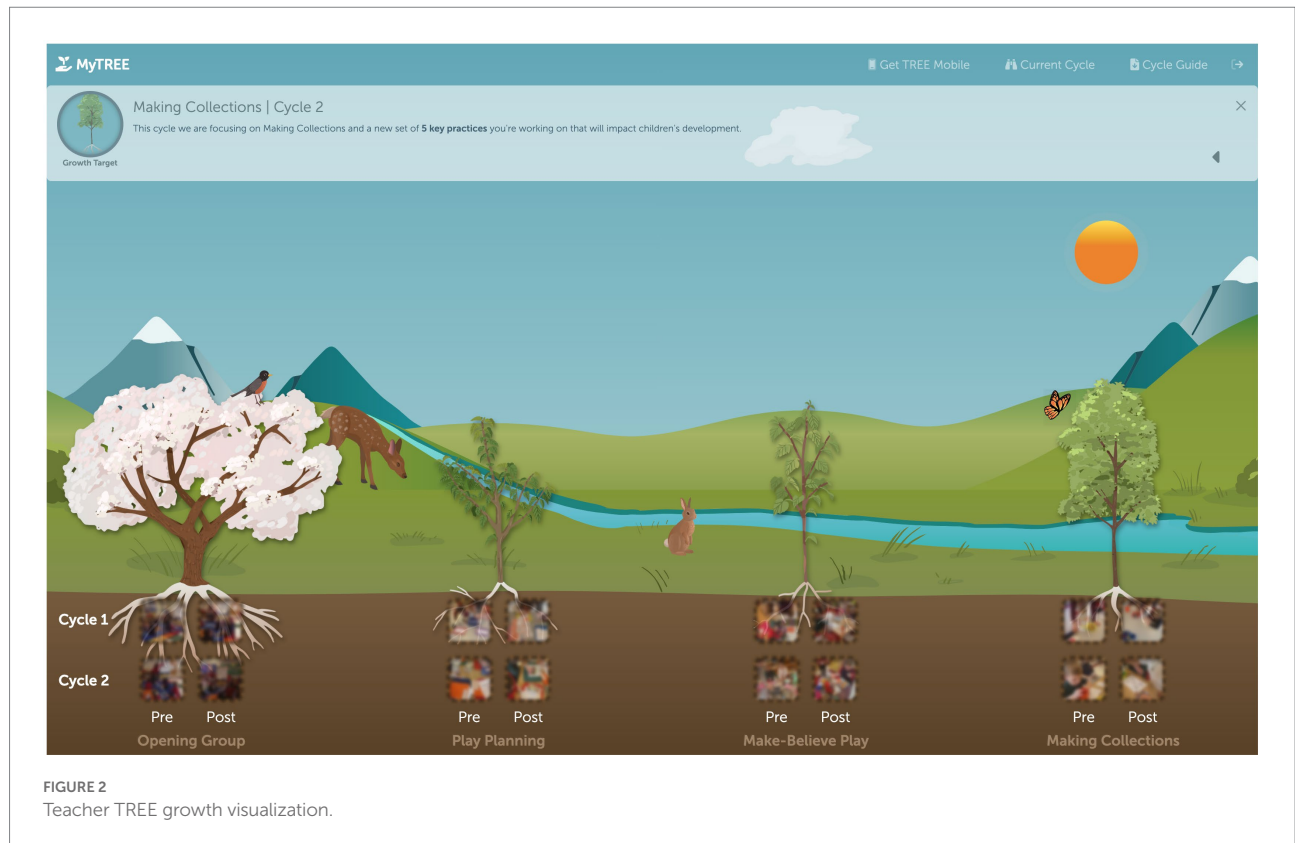 MyTREE
Get TREE Mobile
Current Cycle
Cycle Guide
Making Collections | Cycle 2
This cycle we are focusing on Making Collections and a new set of 5 key practices you're working on that will impact children's development.
Growth Target
Cycle 1
Cycle 2
Pre Post Pre Post Pre Post Pre Post
Opening Group Play Planning Make-Believe Play Making Collections
FIGURE 2
Teacher TREE growth visualization.